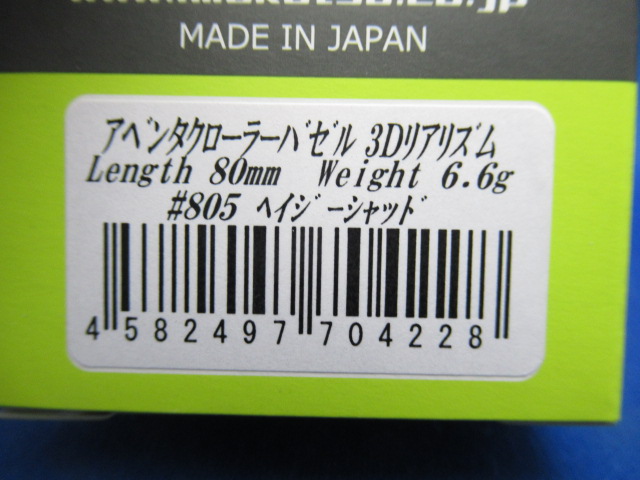 MADE IN JAPAN
アベンタクローラーバゼル 3Dリアリズム
Length 80mm Weight 6.6g
#805 ヘイジーシャッド
4 582497 704228